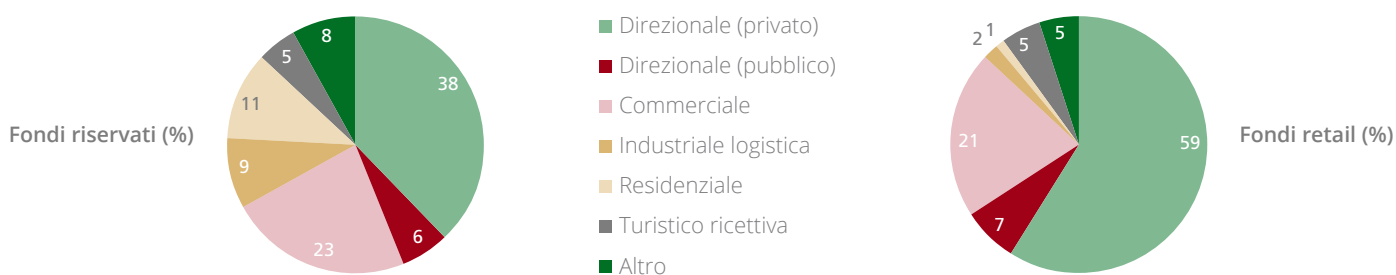 Fondi riservati (%)
38
6
23
9
11
5
8
Direzionale (privato)
Direzionale (pubblico)
Commerciale
Industriale logistica
Residenziale
Turistico ricettiva
Altro
59
7
21
2
1
5
5
Fondi retail (%)